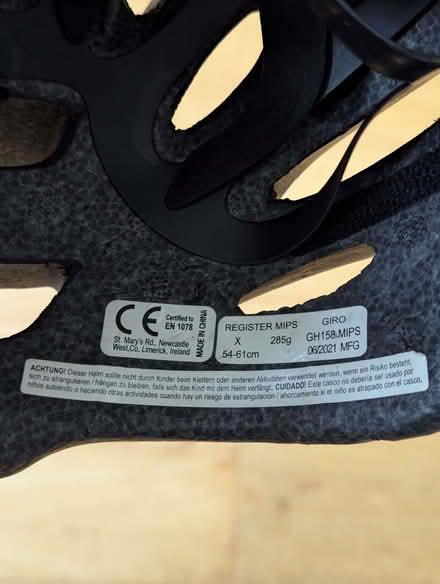 CE
Certified to
EN 1078
St. Mary's Rd., Newcastle
West,Co, Limerick, Ireland
MADE IN CHINA
REGISTER MIPS
X 285g
54-61cm
GIRO
GH158 MIPS
06/2021 MFG
ACHTUNG! Dieser Helm sollte nicht durch Kinder beim Klettern oder anderen Aktivitäten verwendet werden, wenn ein Risiko besteht,
sich zu strangulieren / hängen zu bleiben, falls sich das Kind mit dem Helm verfängt. CUIDADO! Este casco no debería ser usado por
niños subiendo o haciendo otras actividades cuando hay un riesgo de estrangulación / ahorcamiento si el niño es atrapado con el casco.